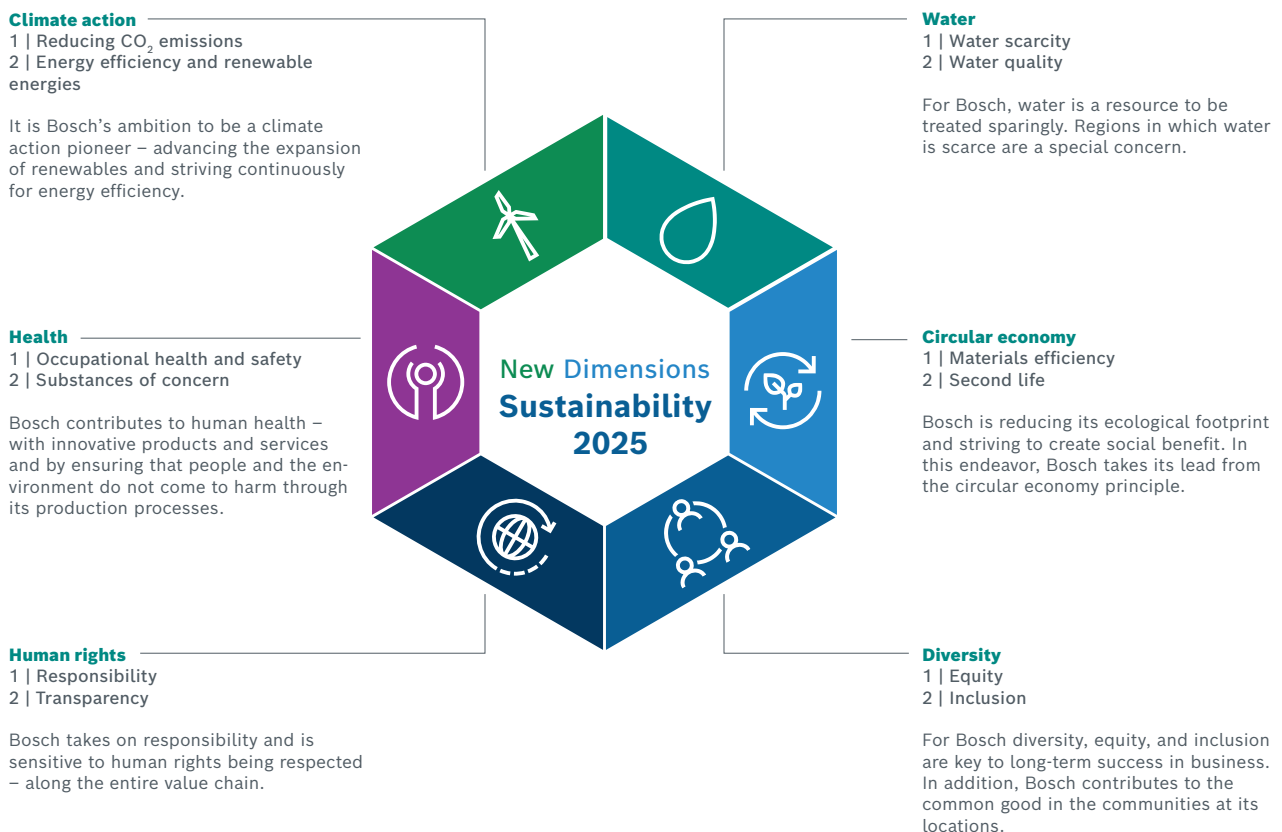 Climate action
1 | Reducing CO₂ emissions
2 | Energy efficiency and renewable
energies
It is Bosch’s ambition to be a climate
action pioneer – advancing the expansion
of renewables and striving continuously
for energy efficiency.
Water
1 | Water scarcity
2 | Water quality
For Bosch, water is a resource to be
treated sparingly. Regions in which water
is scarce are a special concern.
Health
1 | Occupational health and safety
2 | Substances of concern
Bosch contributes to human health –
with innovative products and services
and by ensuring that people and the en-
vironment do not come to harm through
its production processes.
New Dimensions
Sustainability
2025
Circular economy
1 | Materials efficiency
2 | Second life
Bosch is reducing its ecological footprint
and striving to create social benefit. In
this endeavor, Bosch takes its lead from
the circular economy principle.
Human rights
1 | Responsibility
2 | Transparency
Bosch takes on responsibility and is
sensitive to human rights being respected
– along the entire value chain.
Diversity
1 | Equity
2 | Inclusion
For Bosch diversity, equity, and inclusion
are key to long-term success in business.
In addition, Bosch contributes to the
common good in the communities at its
locations.